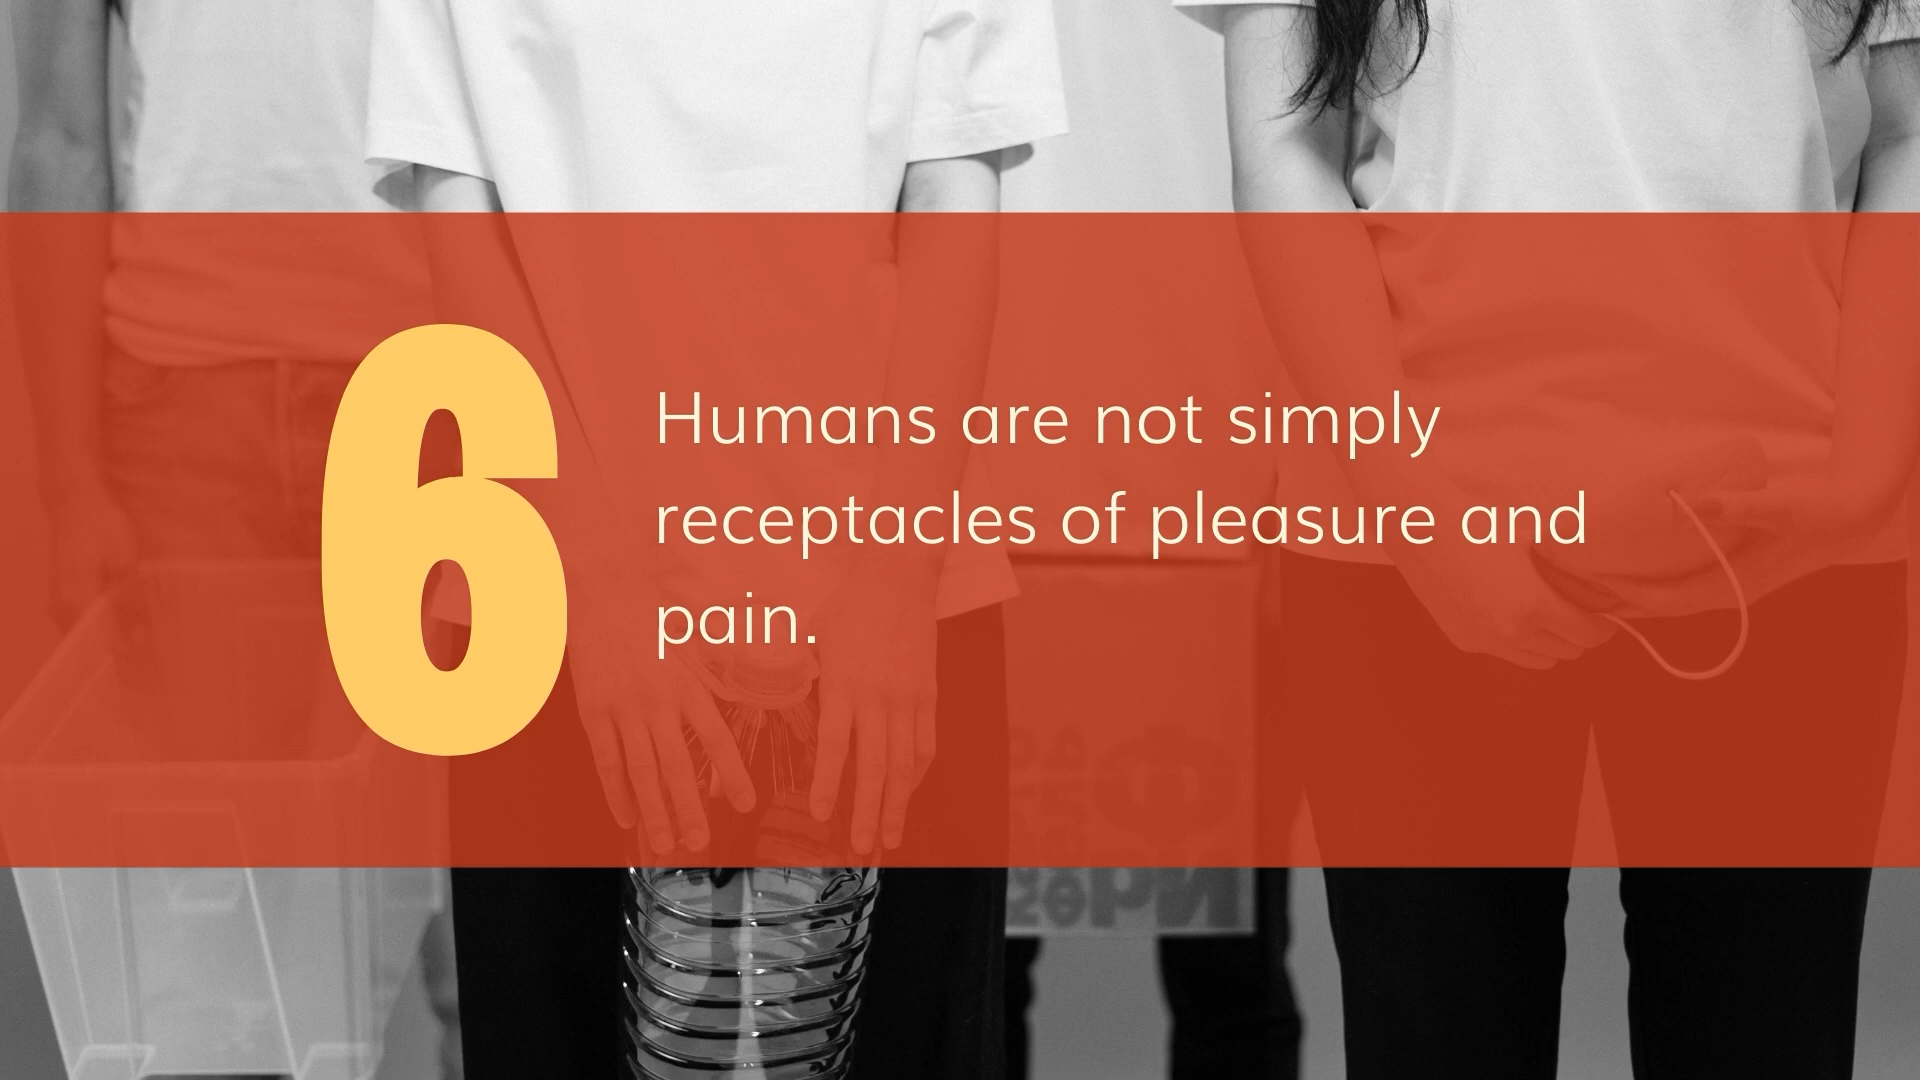 6
Humans are not simply
receptacles of pleasure and
pain.